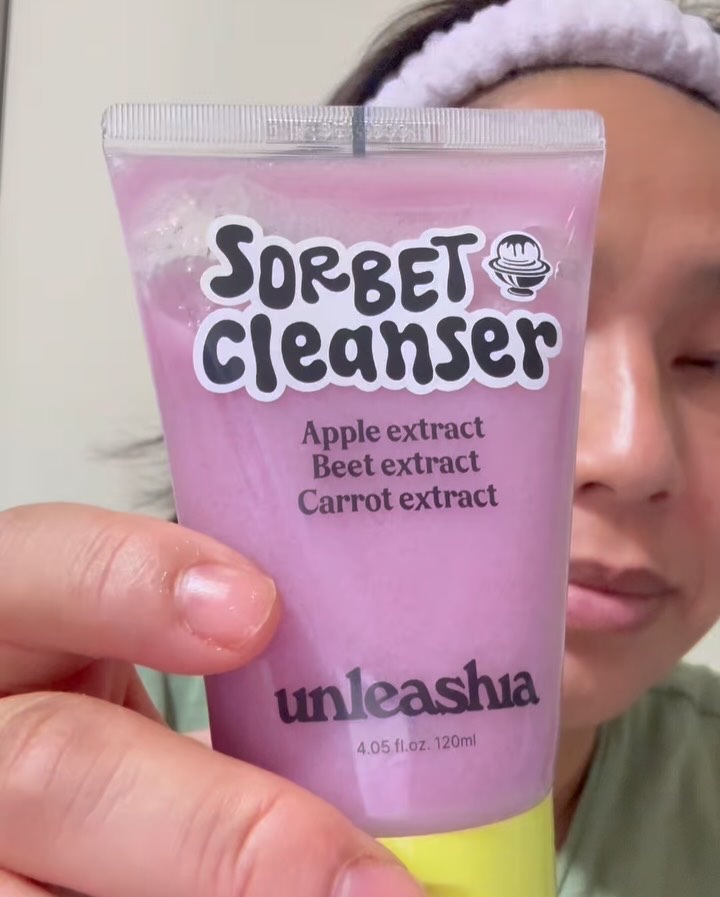 SORBET
cleanser
Apple extract
Beet extract
Carrot extract
unleashia
4.05 fl.oz. 120ml